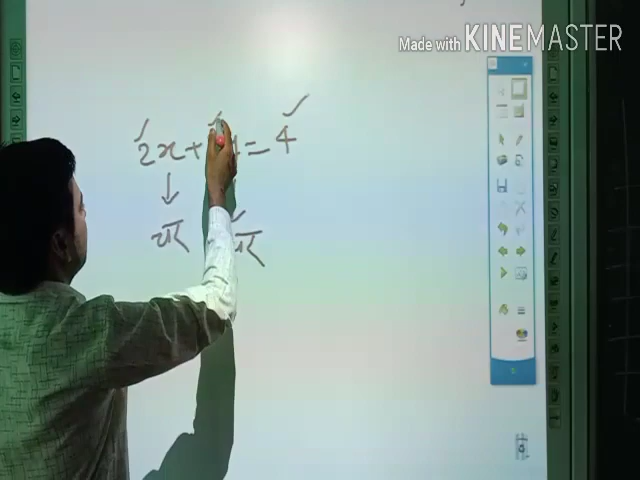 Made with KINEMASTER
2x + = 4
चर चर